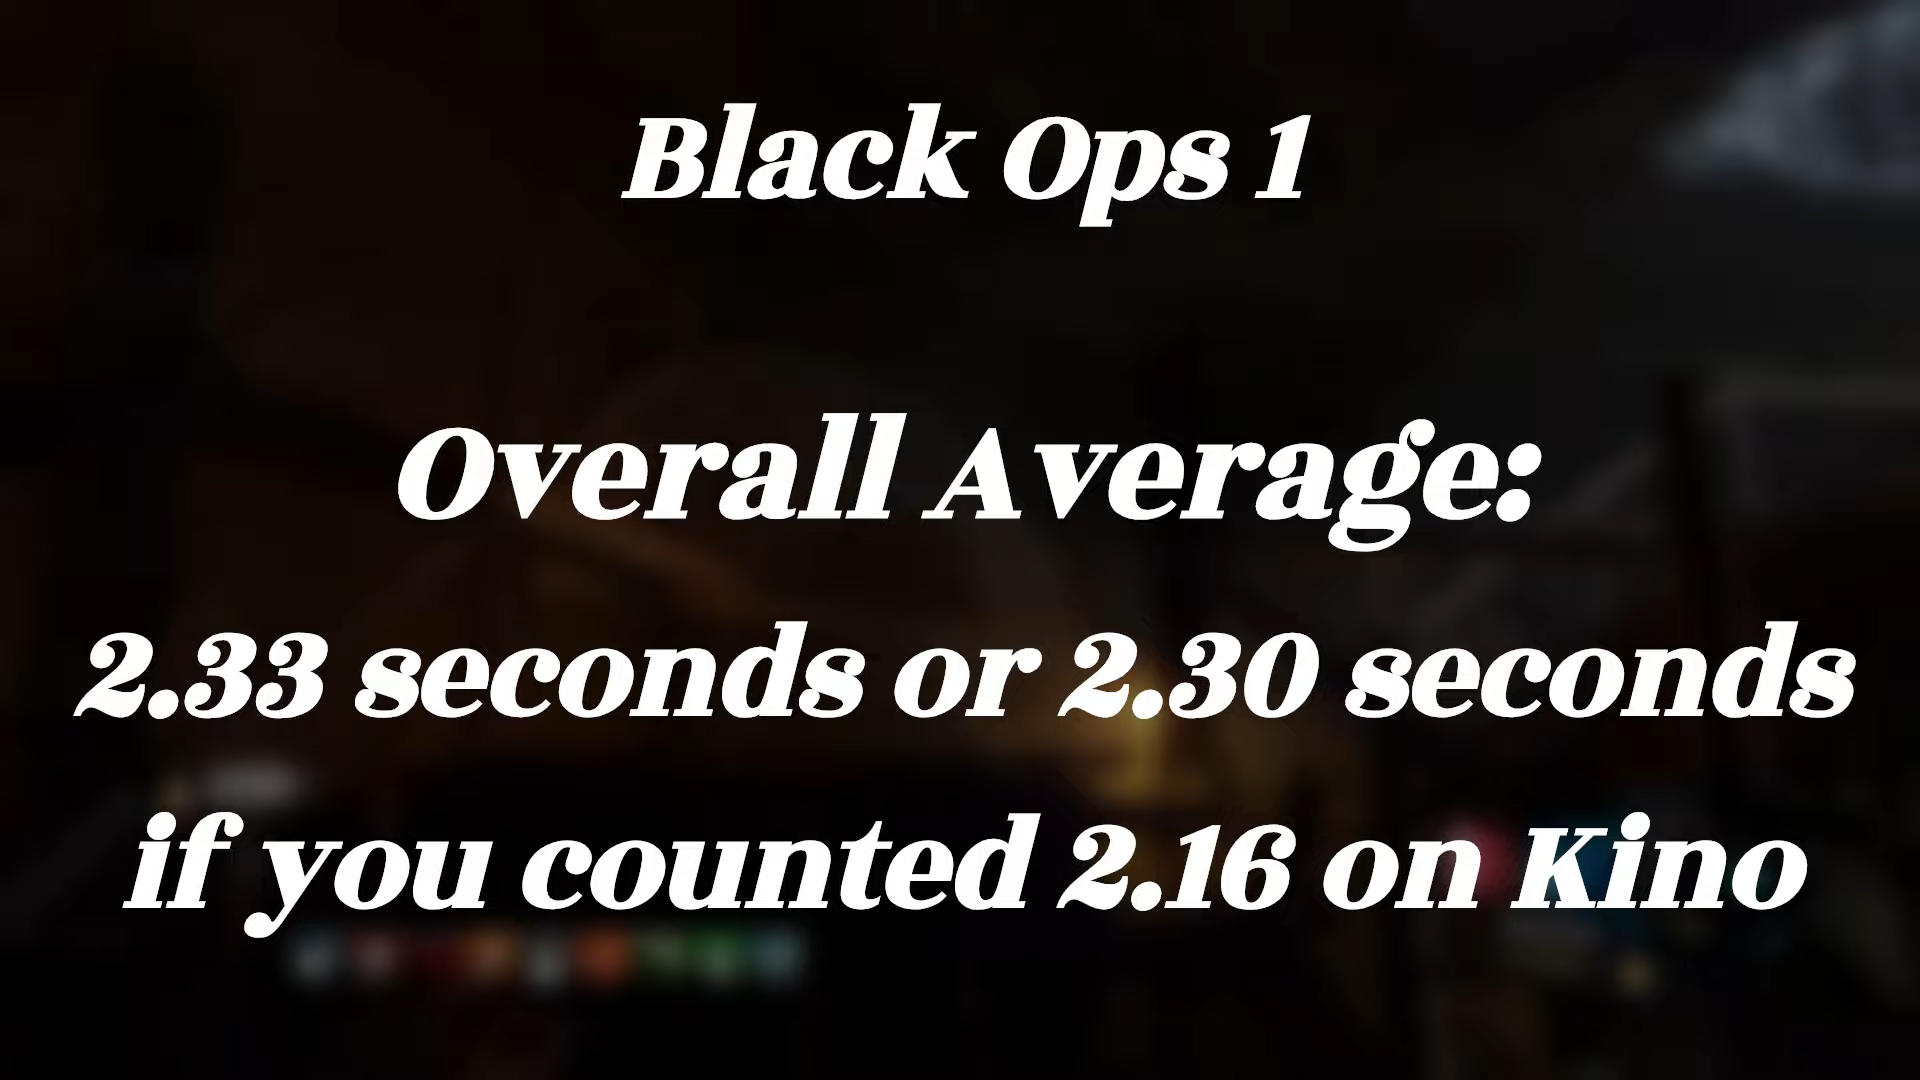 Black Ops 1
Overall Average:
2.33 seconds or 2.30 seconds
if you counted 2.16 on Kino